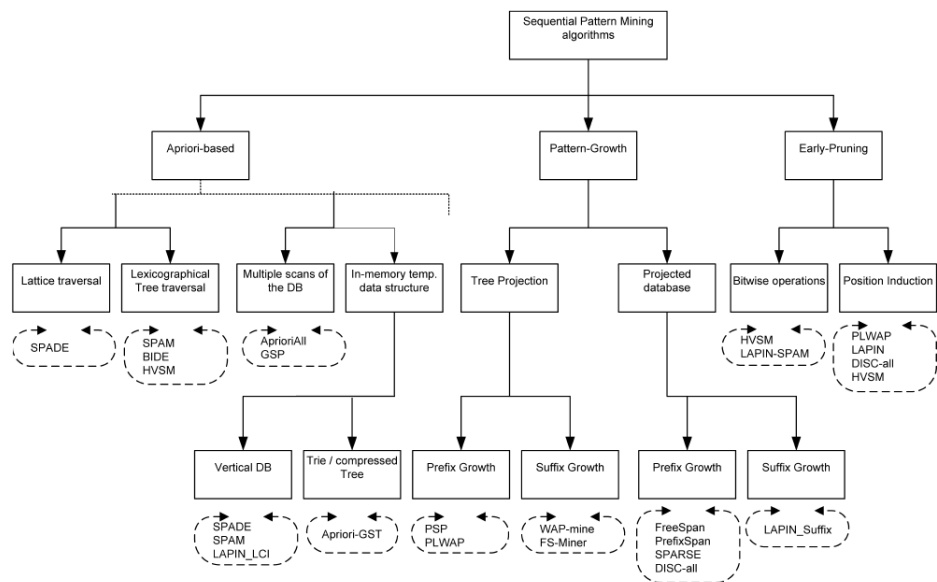 Sequential Pattern Mining
algorithms
Apriori-based
Pattern-Growth
Early-Pruning
Lattice traversal
Lexicographical
Tree traversal
Multiple scans of
the DB
In-memory temp.
data structure
Tree Projection
Projected
database
Bitwise operations
Position Induction
SPADE
SPAM
BIDE
HVSM
AprioriAll
GSP
HVSM
LAPIN-SPAM
PLWAP
LAPIN
DISC-all
HVSM
Vertical DB
Trie / compressed
Tree
Prefix Growth
Suffix Growth
Prefix Growth
Suffix Growth
SPADE
SPAM
LAPIN_LCI
Apriori-GST
PSP
PLWAP
WAP-mine
FS-Miner
FreeSpan
PrefixSpan
SPARSE
DISC-all
LAPIN_Suffix